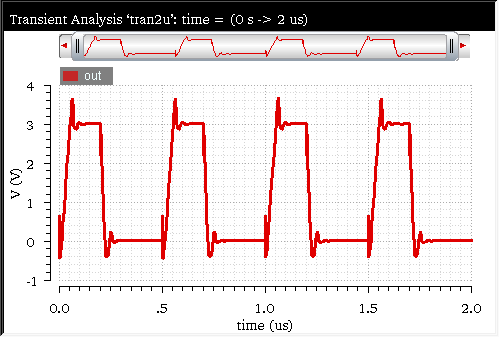 Transient Analysis ‘tran2u’: time = (0 s -> 2 us)
out
4
3
2
1
0
-1
V (V)
0.0 .5 1.0 1.5 2.0
time (us)